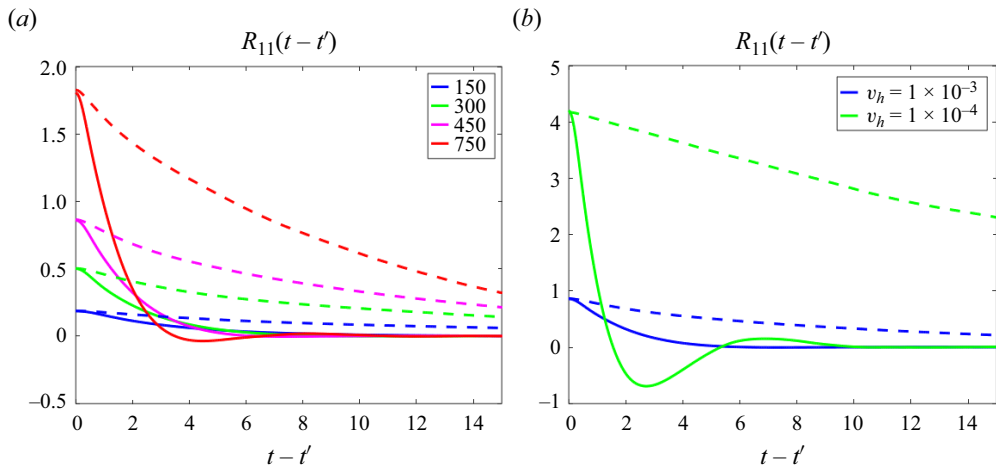 (a)
R11(t – t′)
2.0
1.5
1.0
0.5
0
–0.5
0 2 4 6 8 10 12 14
t – t′
150
300
450
750
(b)
R11(t – t′)
5
4
3
2
1
0
–1
0 2 4 6 8 10 12 14
t – t′
νh = 1 × 10–3
νh = 1 × 10–4